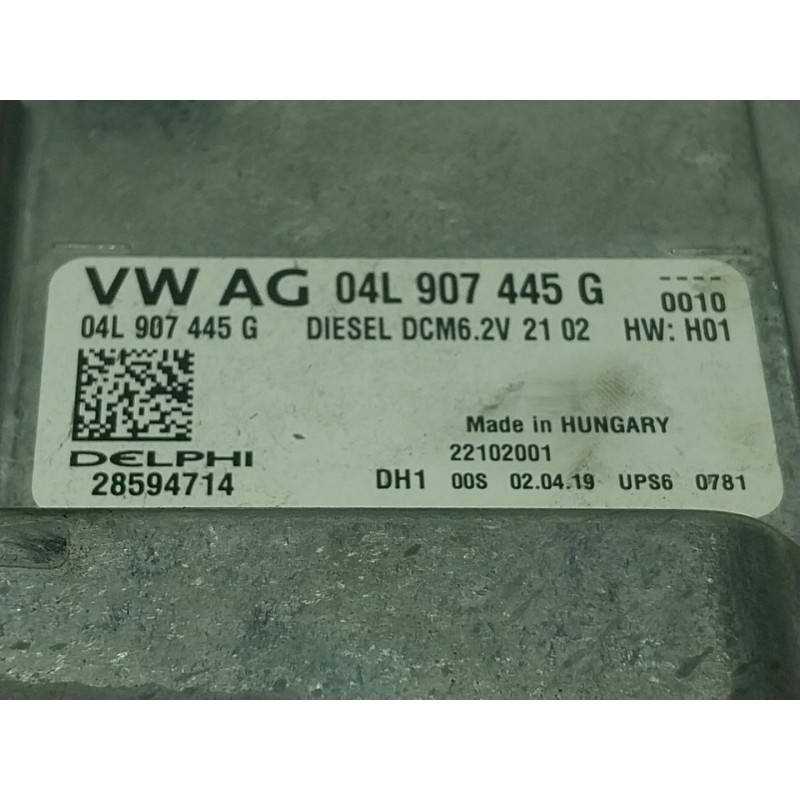 VW AG 04L 907 445 G ----
0010
04L 907 445 G DIESEL DCM6.2V 21 02 HW: H01
Made in HUNGARY
DELPHI 22102001
28594714 DH1 00S 02.04.19 UPS6 0781